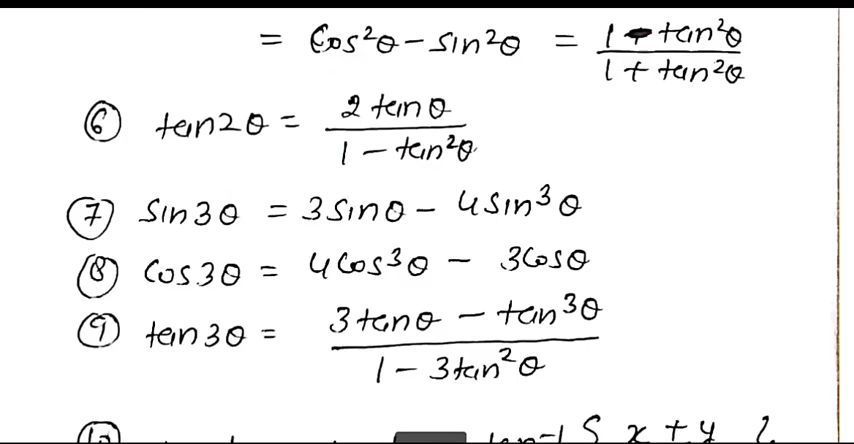 = Cos²θ - sin²θ = (1 - tan²θ)/(1 + tan²θ)
⑥ tan2θ = (2 tanθ)/(1 - tan²θ)
⑦ sin3θ = 3sinθ - 4sin³θ
⑧ Cos3θ = 4Cos³θ - 3Cosθ
⑨ tan3θ = (3tanθ - tan³θ)/(1 - 3tan²θ)
x + y